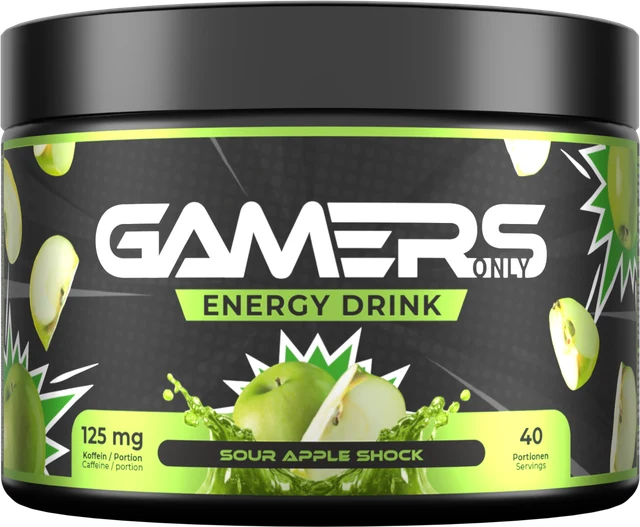 GAMERS
ONLY
ENERGY DRINK
125 mg
Koffein / Portion
Caffeine / portion
SOUR APPLE SHOCK
40
Portionen
Servings